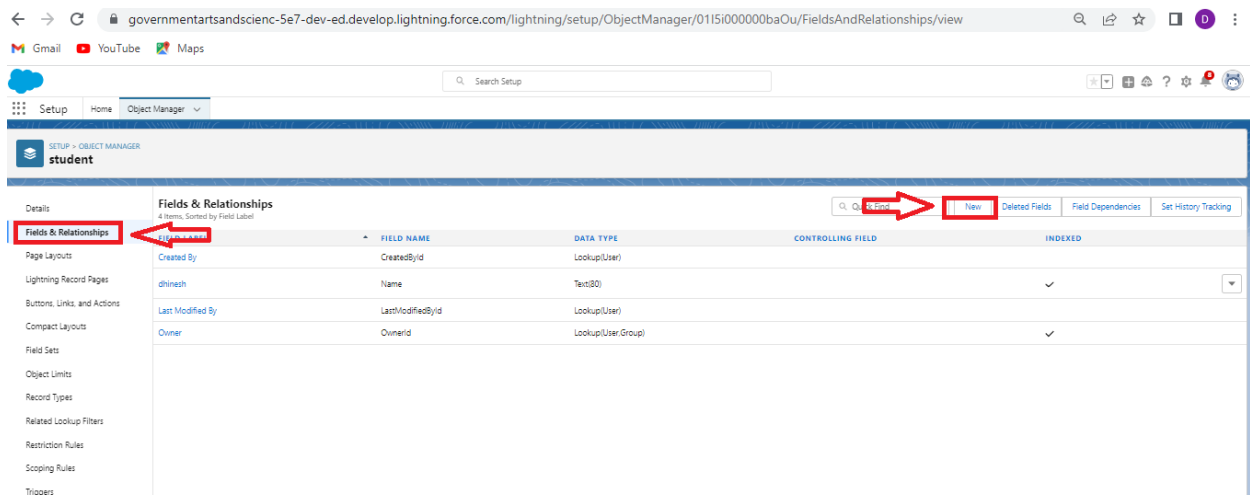 governmentartsandscienc-5e7-dev-ed.develop.lightning.force.com/lightning/setup/ObjectManager/01I5i000000baOu/FieldsAndRelationships/view
D
Gmail YouTube Maps
Search Setup
Setup Home Object Manager
SETUP > OBJECT MANAGER
student
Details
Fields & Relationships
Page Layouts
Lightning Record Pages
Buttons, Links, and Actions
Compact Layouts
Field Sets
Object Limits
Record Types
Related Lookup Filters
Restriction Rules
Scoping Rules
Triggers
Fields & Relationships
4 Items, Sorted by Field Label
Quick Find New Deleted Fields Field Dependencies Set History Tracking
FIELD LABEL FIELD NAME DATA TYPE CONTROLLING FIELD INDEXED
Created By CreatedById Lookup(User)
dhinesh Name Text(80)
Last Modified By LastModifiedById Lookup(User)
Owner OwnerId Lookup(User,Group)